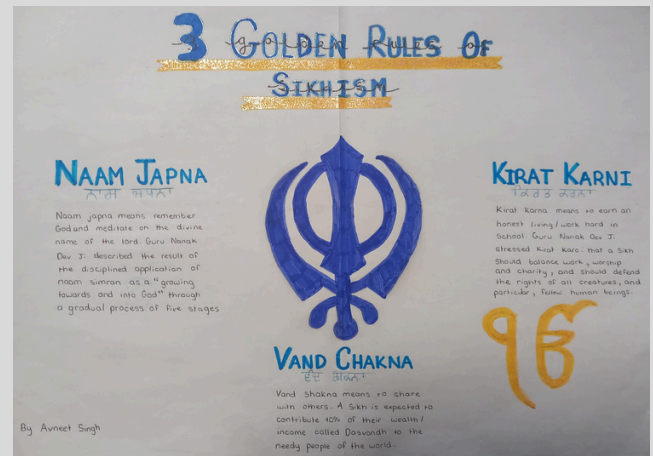 3 GOLDEN RULES OF
SIKHISM
NAAM JAPNA
ਨਾਮ ਜਪਨਾ
Naam japna means remember
God and meditate on the divine
name of the lord. Guru Nanak
Dev Ji described the result of
the disciplined application of
naam simran as a "growing
towards and into God" through
a gradual process of five stages
KIRAT KARNI
ਕਿਰਤ ਕਰਨਾ
Kirat Karna means to earn an
honest living/work hard in
School. Guru Nanak Dev Ji
stressed Kirat Karo: that a Sikh
should balance work, worship
and charity, and should defend
the rights of all creatures, and
particular, fellow human beings.
ੴ
VAND CHAKNA
ਵੰਦ
Vand Shakna means to share
with others. A Sikh is expected to
contribute 10% of their wealth/
income called Dasvandh to the
needy people of the world.
By Avneet Singh